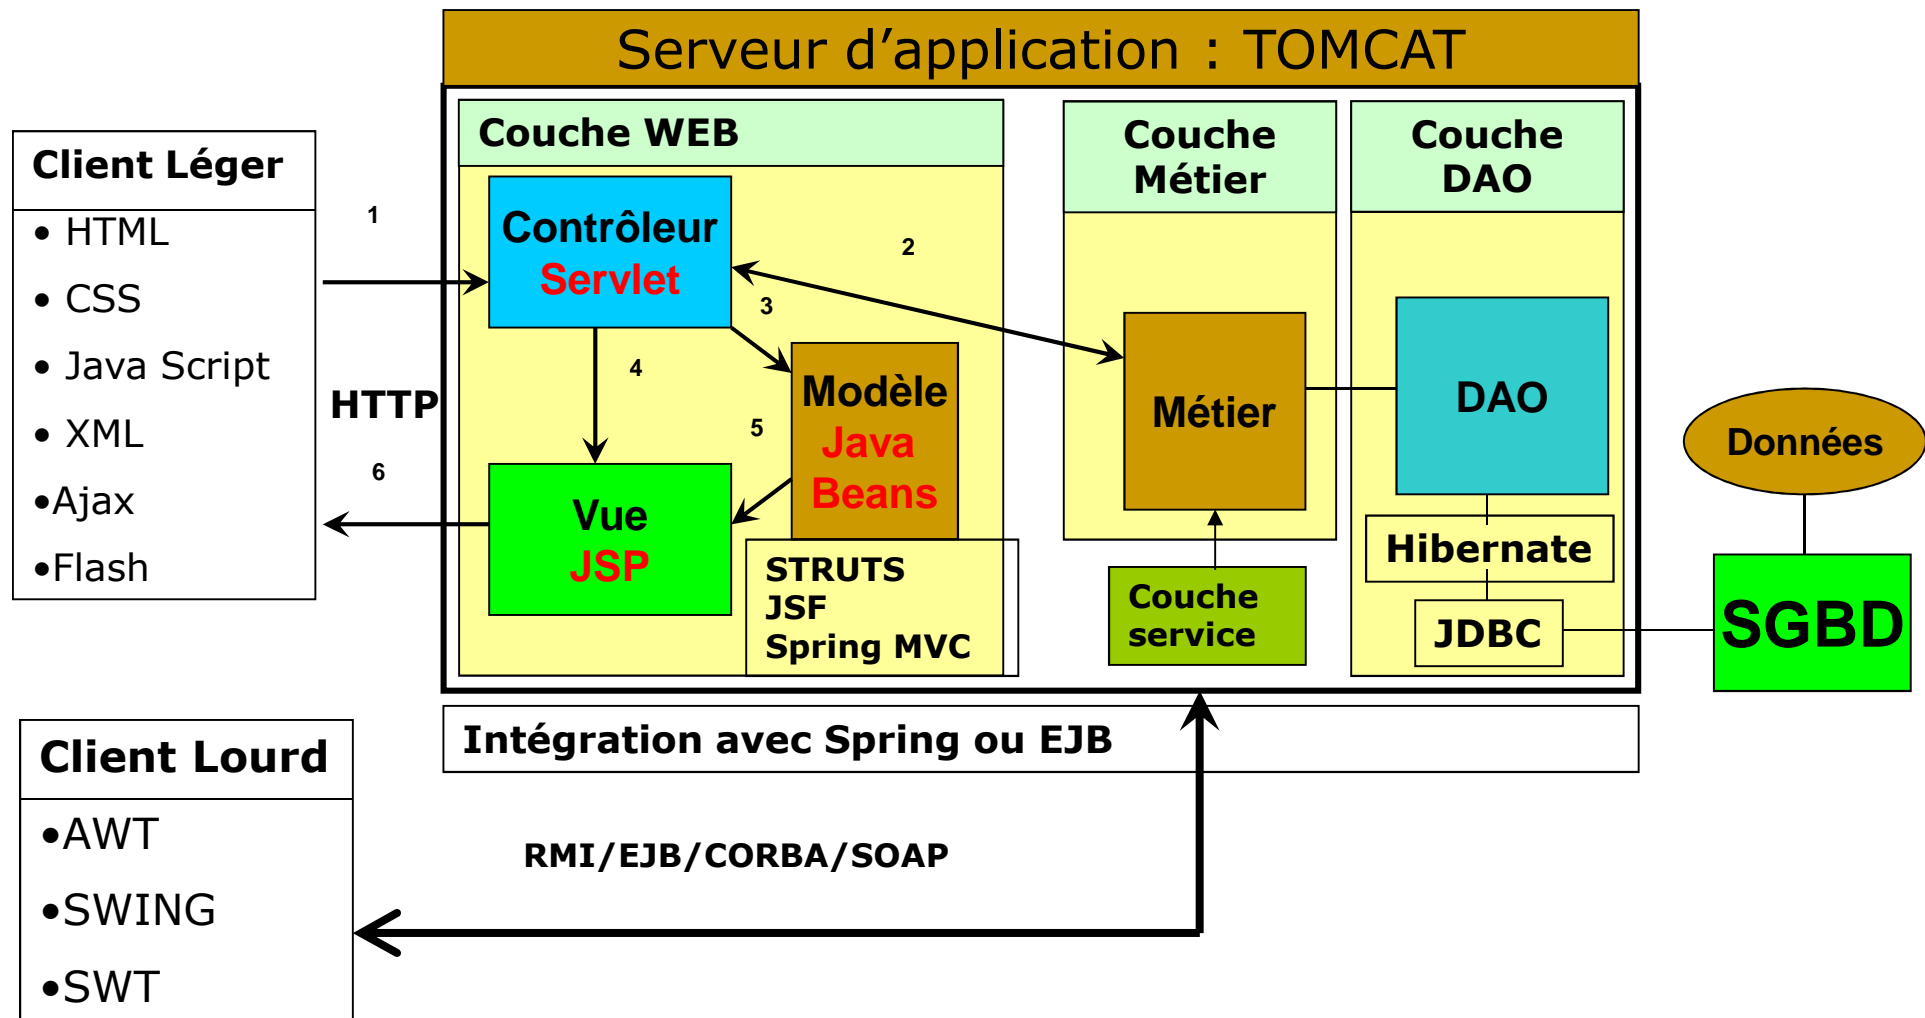 Serveur d’application : TOMCAT
Client Léger
• HTML
• CSS
• Java Script
• XML
•Ajax
•Flash
1
HTTP
6
Couche WEB
Contrôleur
Servlet
2
3
4
5
Modèle
Java
Beans
Vue
JSP
STRUTS
JSF
Spring MVC
Couche
Métier
Métier
Couche
service
Couche
DAO
DAO
Hibernate
JDBC
Données
SGBD
Intégration avec Spring ou EJB
Client Lourd
•AWT
•SWING
•SWT
RMI/EJB/CORBA/SOAP